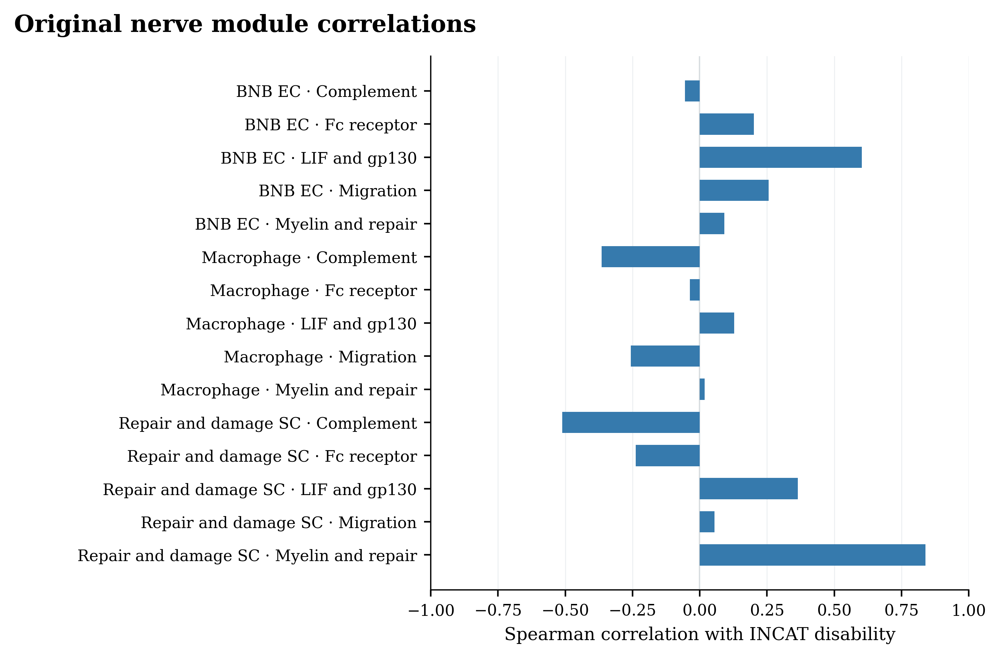 Original nerve module correlations
BNB EC · Complement
BNB EC · Fc receptor
BNB EC · LIF and gp130
BNB EC · Migration
BNB EC · Myelin and repair
Macrophage · Complement
Macrophage · Fc receptor
Macrophage · LIF and gp130
Macrophage · Migration
Macrophage · Myelin and repair
Repair and damage SC · Complement
Repair and damage SC · Fc receptor
Repair and damage SC · LIF and gp130
Repair and damage SC · Migration
Repair and damage SC · Myelin and repair
−1.00 −0.75 −0.50 −0.25 0.00 0.25 0.50 0.75 1.00
Spearman correlation with INCAT disability